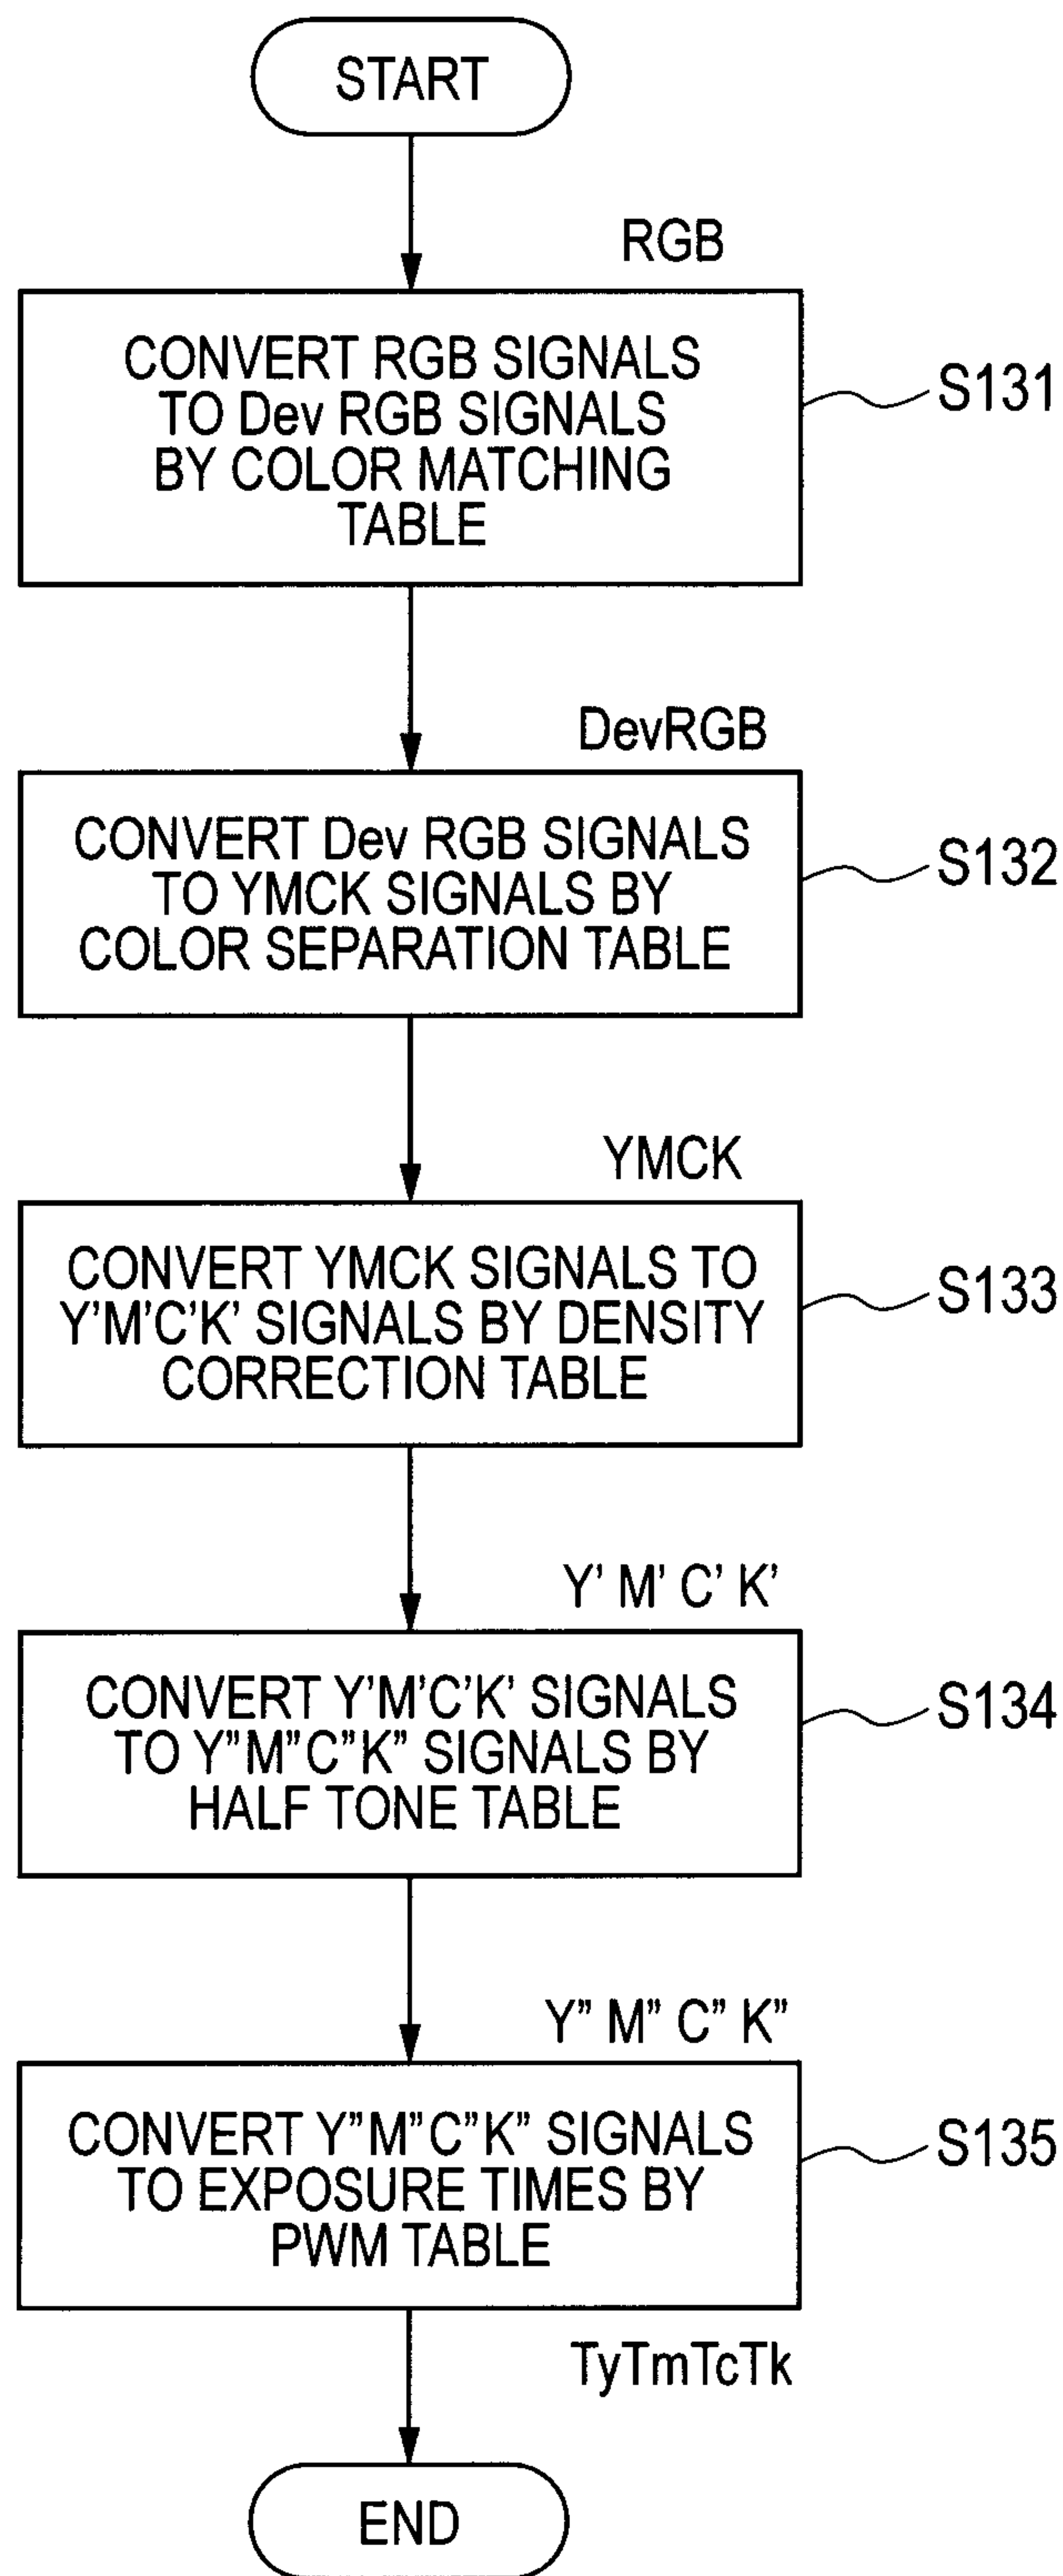 START
RGB
CONVERT RGB SIGNALS
TO Dev RGB SIGNALS
BY COLOR MATCHING
TABLE
S131
DevRGB
CONVERT Dev RGB SIGNALS
TO YMCK SIGNALS BY
COLOR SEPARATION TABLE
S132
YMCK
CONVERT YMCK SIGNALS TO
Y’M’C’K’ SIGNALS BY DENSITY
CORRECTION TABLE
S133
Y’ M’ C’ K’
CONVERT Y’M’C’K’ SIGNALS
TO Y”M”C”K” SIGNALS BY
HALF TONE TABLE
S134
Y” M” C” K”
CONVERT Y”M”C”K” SIGNALS
TO EXPOSURE TIMES BY
PWM TABLE
S135
TyTmTcTk
END